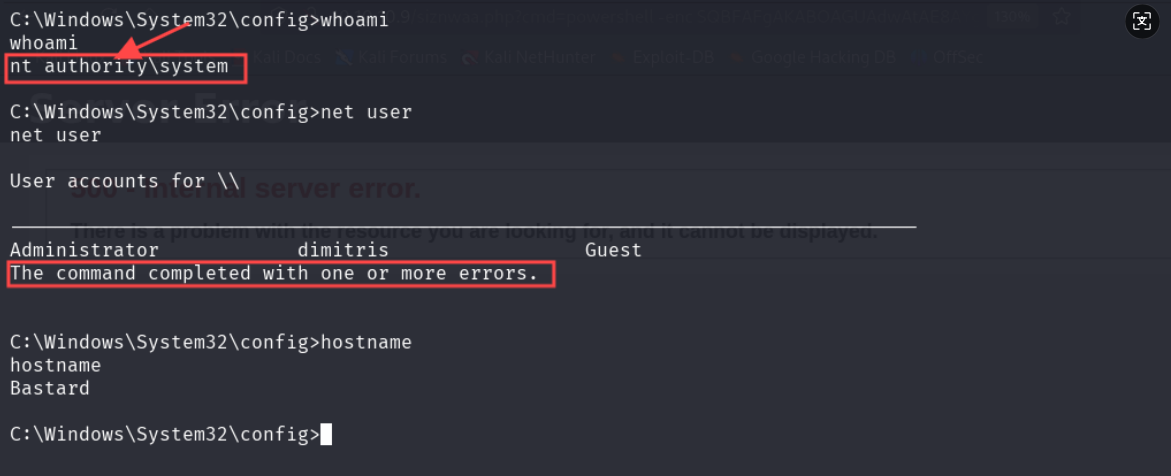 C:\Windows\System32\config>whoami
whoami
nt authority\system
Kali Docs Kali Forums Kali NetHunter Exploit-DB Google Hacking DB OffSec
C:\Windows\System32\config>net user
net user
User accounts for \\
500 - Internal server error.
There is a problem with the resource you are looking for, and it cannot be displayed.
Administrator dimitris Guest
The command completed with one or more errors.
C:\Windows\System32\config>hostname
hostname
Bastard
C:\Windows\System32\config>